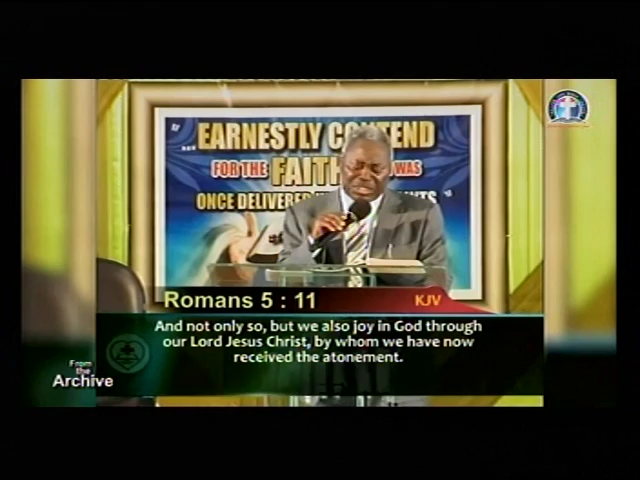 " EARNESTLY CONTEND
FOR THE FAITH WAS
ONCE DELIVERED
Romans 5 : 11
KJV
And not only so, but we also joy in God through
our Lord Jesus Christ, by whom we have now
received the atonement.
From
the
Archive